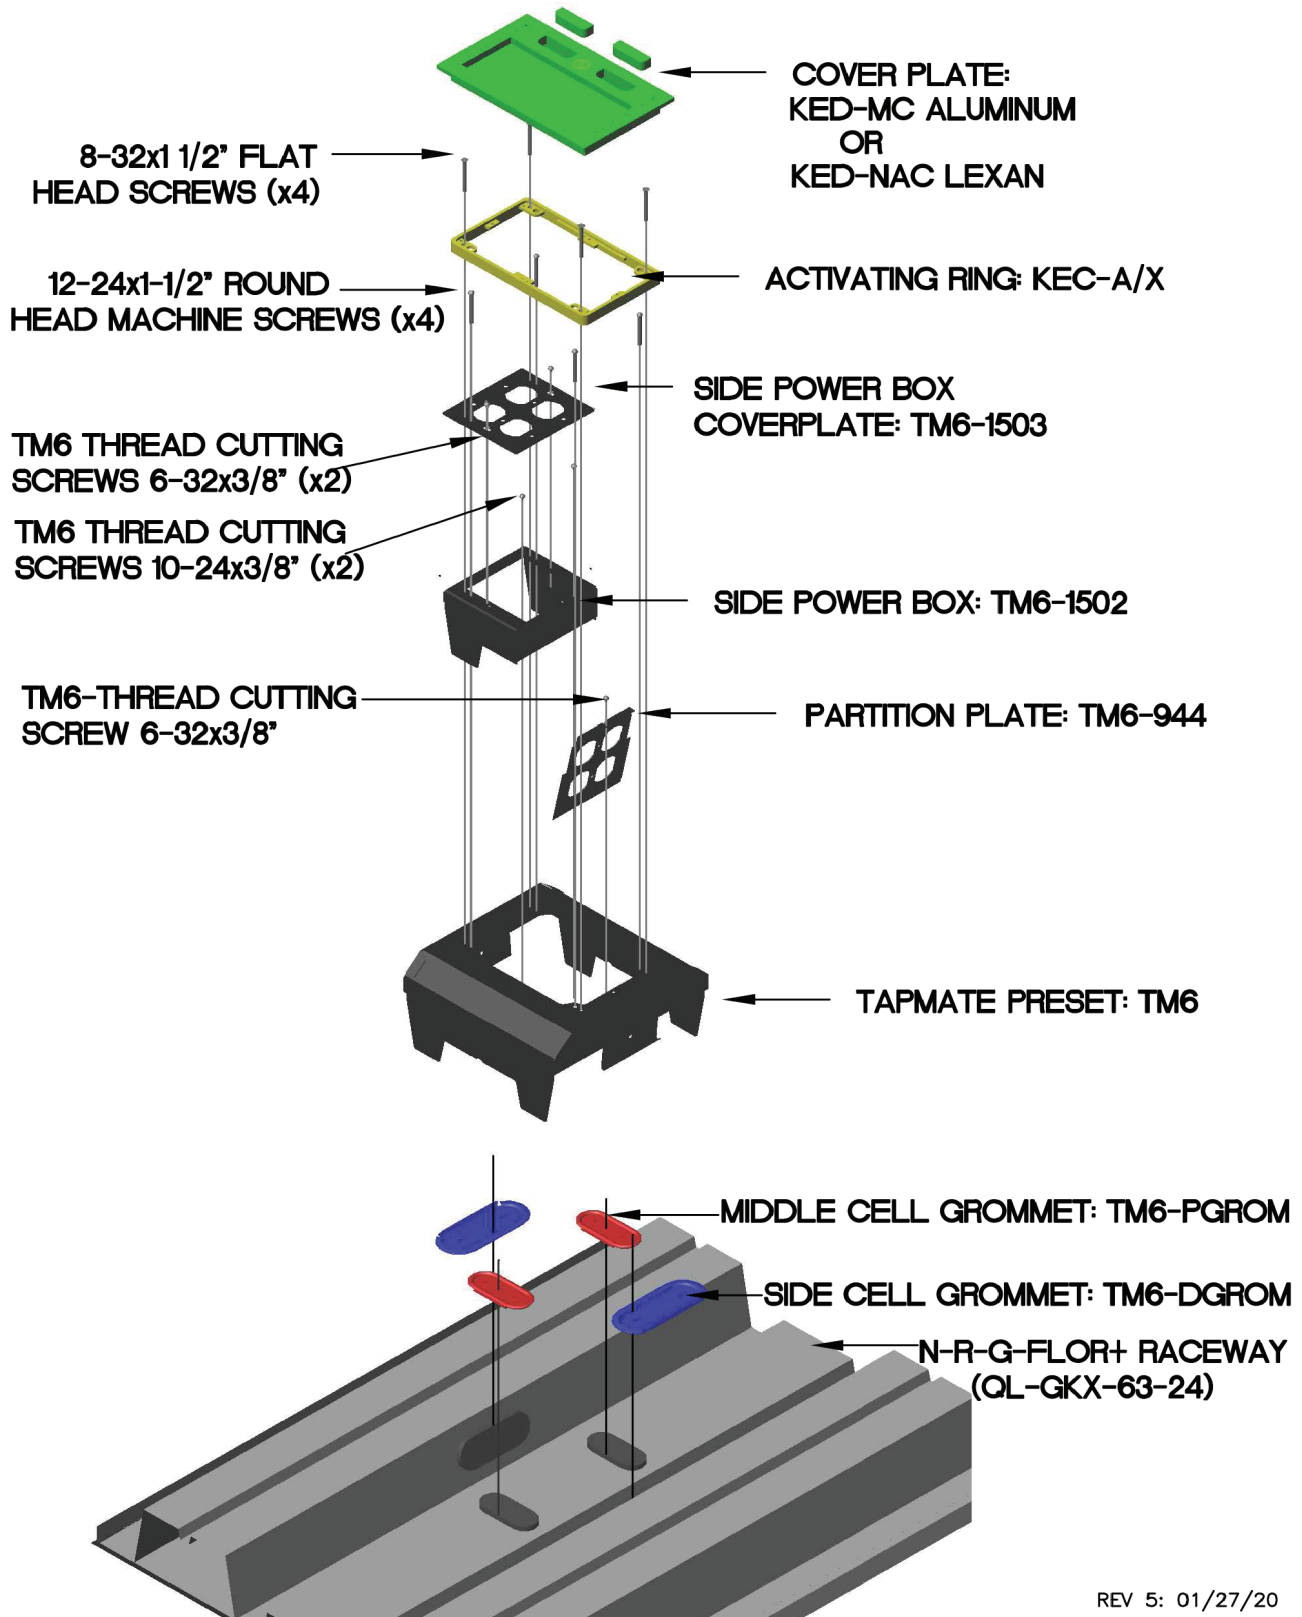 COVER PLATE:
KED-MC ALUMINUM
OR
KED-NAC LEXAN
8-32x1 1/2" FLAT
HEAD SCREWS (x4)
ACTIVATING RING: KEC-A/X
12-24x1-1/2" ROUND
HEAD MACHINE SCREWS (x4)
SIDE POWER BOX
COVERPLATE: TM6-1503
TM6 THREAD CUTTING
SCREWS 6-32x3/8" (x2)
TM6 THREAD CUTTING
SCREWS 10-24x3/8" (x2)
SIDE POWER BOX: TM6-1502
TM6-THREAD CUTTING
SCREW 6-32x3/8"
PARTITION PLATE: TM6-944
TAPMATE PRESET: TM6
MIDDLE CELL GROMMET: TM6-PGROM
SIDE CELL GROMMET: TM6-DGROM
N-R-G-FLOR+ RACEWAY
(QL-GKX-63-24)
REV 5: 01/27/20